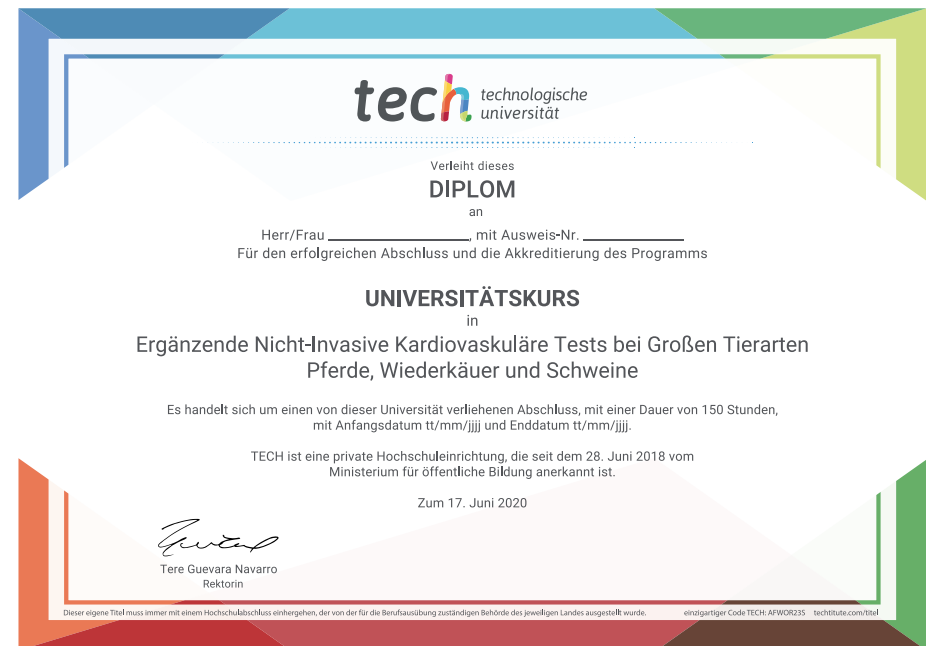 tech technologische
universität
Verleiht dieses
DIPLOM
an
Herr/Frau ________________, mit Ausweis-Nr. ____________
Für den erfolgreichen Abschluss und die Akkreditierung des Programms
UNIVERSITÄTSKURS
in
Ergänzende Nicht-Invasive Kardiovaskuläre Tests bei Großen Tierarten
Pferde, Wiederkäuer und Schweine
Es handelt sich um einen von dieser Universität verliehenen Abschluss, mit einer Dauer von 150 Stunden,
mit Anfangsdatum tt/mm/jjjj und Enddatum tt/mm/jjjj.
TECH ist eine private Hochschuleinrichtung, die seit dem 28. Juni 2018 vom
Ministerium für öffentliche Bildung anerkannt ist.
Zum 17. Juni 2020
Tere Guevara Navarro
Rektorin
Dieser eigene Titel muss immer mit einem Hochschulabschluss einhergehen, der von der für die Berufsausübung zuständigen Behörde des jeweiligen Landes ausgestellt wurde. einzigartiger Code TECH: AFWOR23S techtitute.com/titel